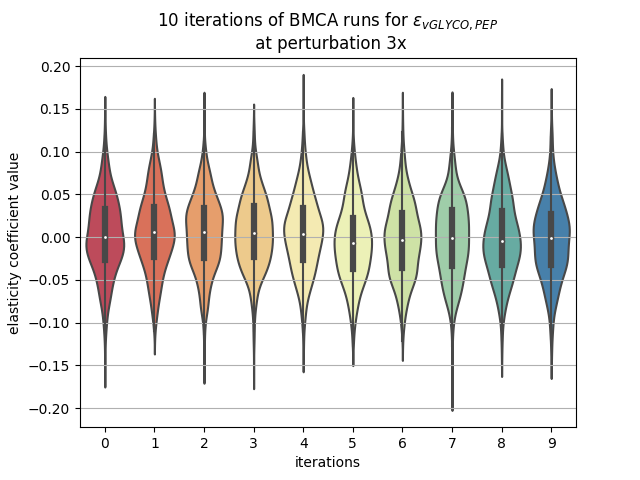 10 iterations of BMCA runs for ε_{vGLYCO, PEP}
at perturbation 3x
elasticity coefficient value
0.20
0.15
0.10
0.05
0.00
−0.05
−0.10
−0.15
−0.20
0 1 2 3 4 5 6 7 8 9
iterations